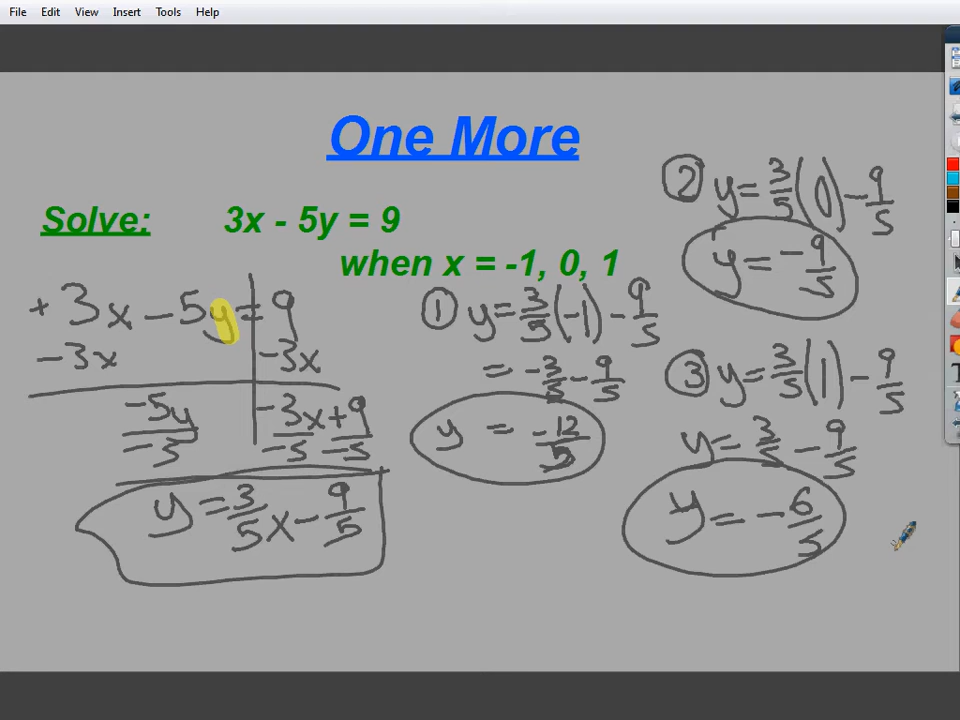 File Edit View Insert Tools Help
One More
Solve: 3x - 5y = 9
when x = -1, 0, 1
+3x - 5y = 9
-3x -3x
-5y/-5 -3x/-5 + 9/-5
y = 3/5x - 9/5
① y = 3/5(-1) - 9/5
= -3/5 - 9/5
y = -12/5
② y = 3/5(0) - 9/5
y = -9/5
③ y = 3/5(1) - 9/5
y = 3/5 - 9/5
y = -6/5